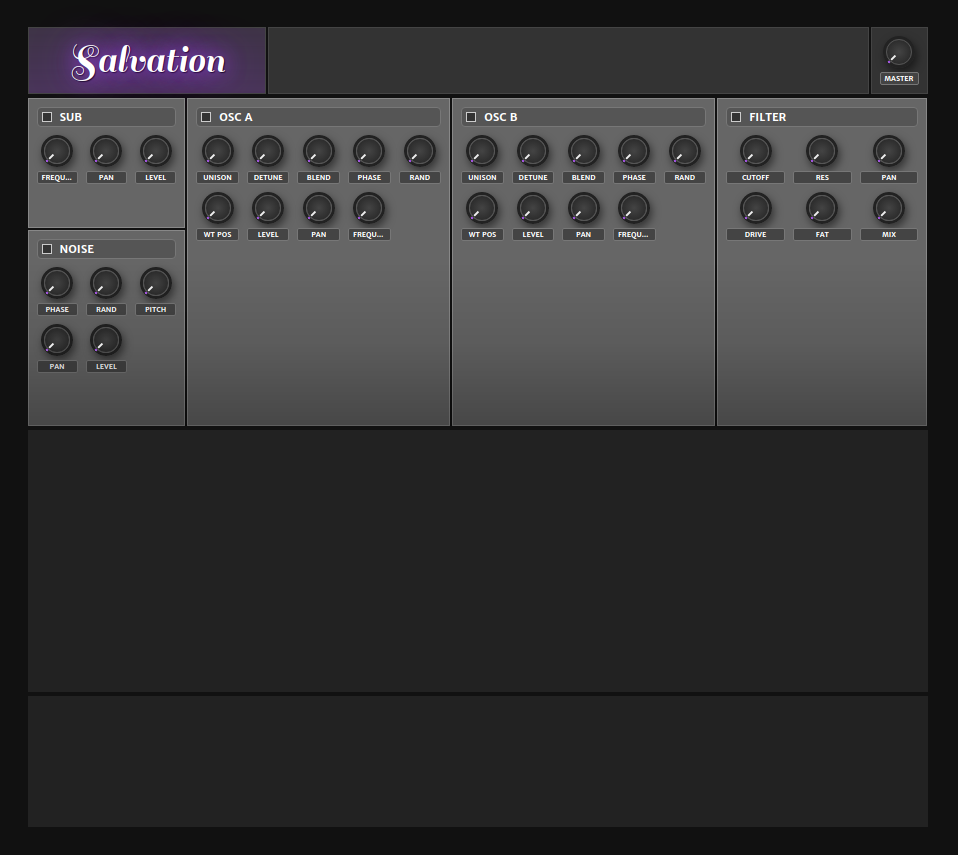 Salvation
MASTER
SUB
FREQU...
PAN
LEVEL
NOISE
PHASE
RAND
PITCH
PAN
LEVEL
OSC A
UNISON
DETUNE
BLEND
PHASE
RAND
WT POS
LEVEL
PAN
FREQU...
OSC B
UNISON
DETUNE
BLEND
PHASE
RAND
WT POS
LEVEL
PAN
FREQU...
FILTER
CUTOFF
RES
PAN
DRIVE
FAT
MIX